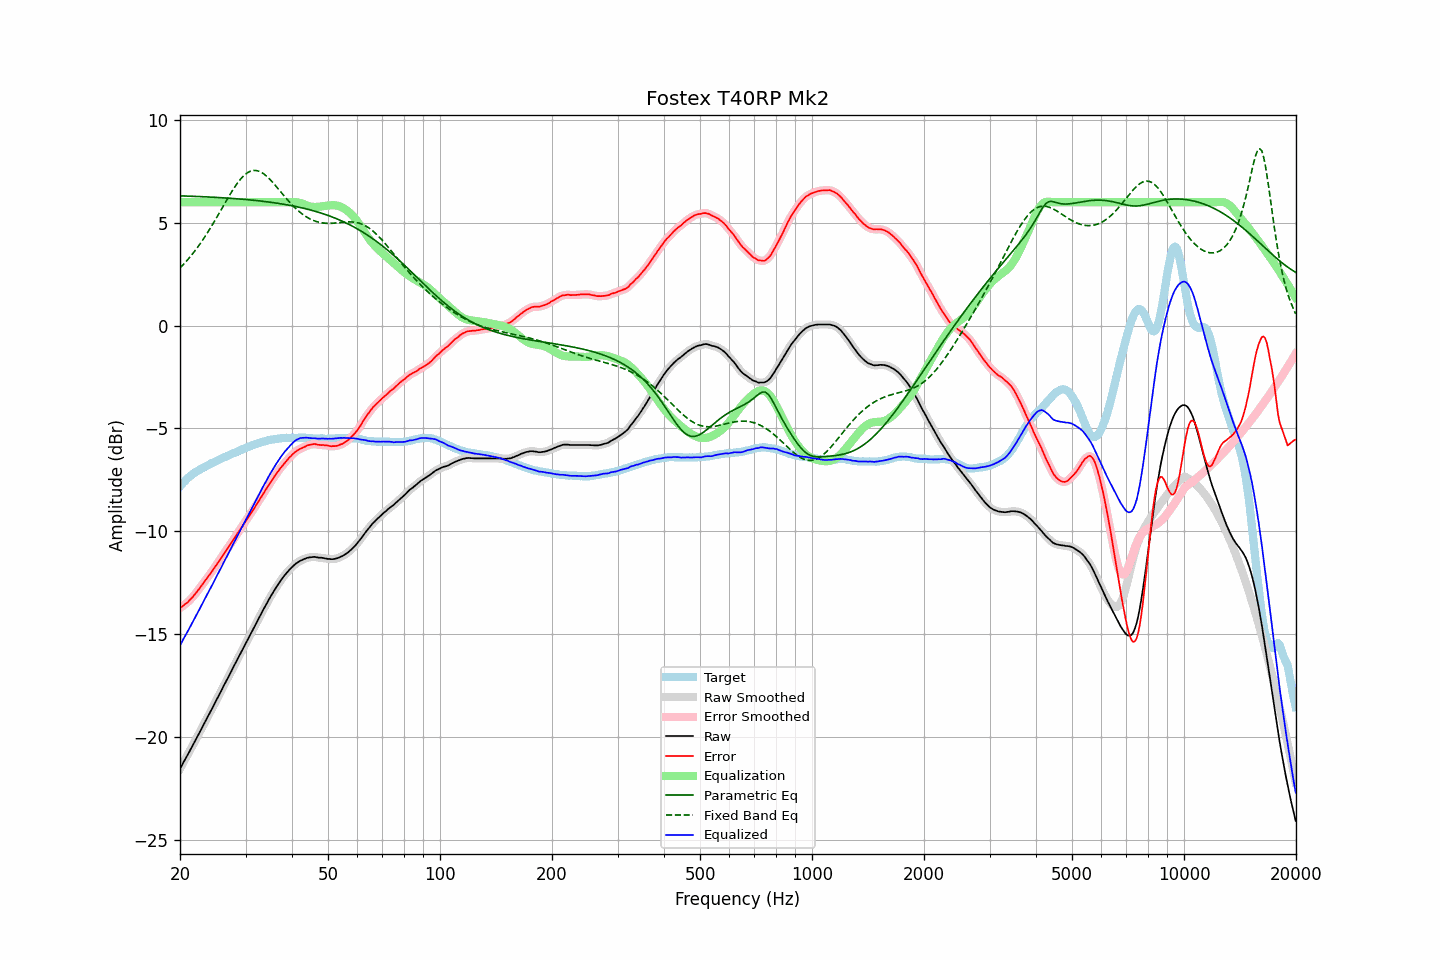 Fostex T40RP Mk2
Amplitude (dBr)
10
5
0
−5
−10
−15
−20
−25
Target
Raw Smoothed
Error Smoothed
Raw
Error
Equalization
Parametric Eq
Fixed Band Eq
Equalized
20 50 100 200 500 1000 2000 5000 10000 20000
Frequency (Hz)